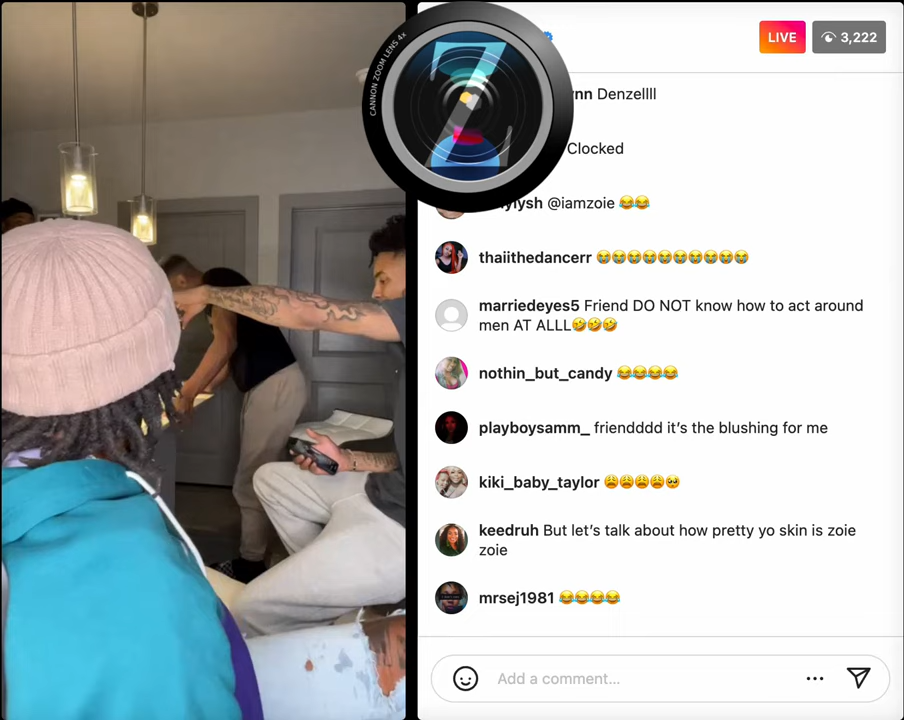 CANNON ZOOM LENS 4x
LIVE
3,222
Denzellll
Clocked
@iamzoie 😂😂
thaiithedancerr 😭😭😭😭😭😭😭😭😭😭
marriedeyes5 Friend DO NOT know how to act around
men AT ALLL🤣🤣🤣
nothin_but_candy 😂😂😂😂
playboysamm_ friendddd it’s the blushing for me
kiki_baby_taylor 😩😩😩😩🥺
keedruh But let’s talk about how pretty yo skin is zoie
zoie
mrsej1981 😂😂😂😂
Add a comment...